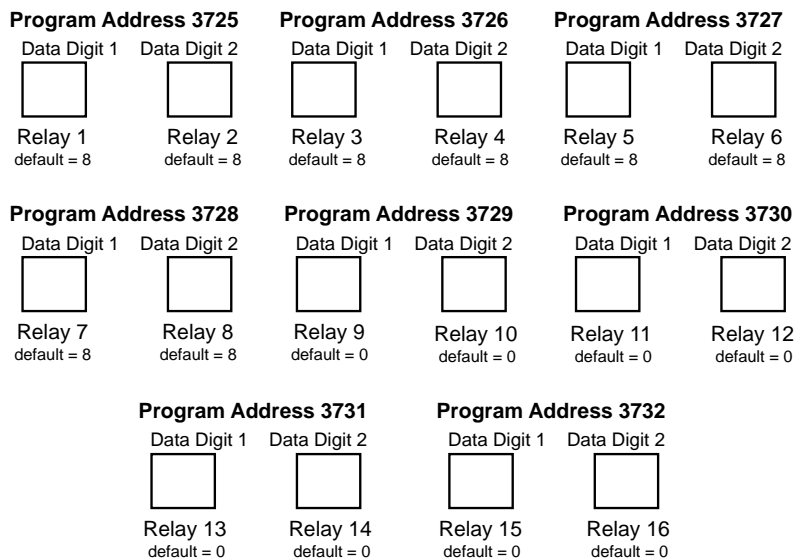 Program Address 3725 Program Address 3726 Program Address 3727
Data Digit 1 Data Digit 2 Data Digit 1 Data Digit 2 Data Digit 1 Data Digit 2
Relay 1 Relay 2 Relay 3 Relay 4 Relay 5 Relay 6
default = 8 default = 8 default = 8 default = 8 default = 8 default = 8
Program Address 3728 Program Address 3729 Program Address 3730
Data Digit 1 Data Digit 2 Data Digit 1 Data Digit 2 Data Digit 1 Data Digit 2
Relay 7 Relay 8 Relay 9 Relay 10 Relay 11 Relay 12
default = 8 default = 8 default = 0 default = 0 default = 0 default = 0
Program Address 3731 Program Address 3732
Data Digit 1 Data Digit 2 Data Digit 1 Data Digit 2
Relay 13 Relay 14 Relay 15 Relay 16
default = 0 default = 0 default = 0 default = 0